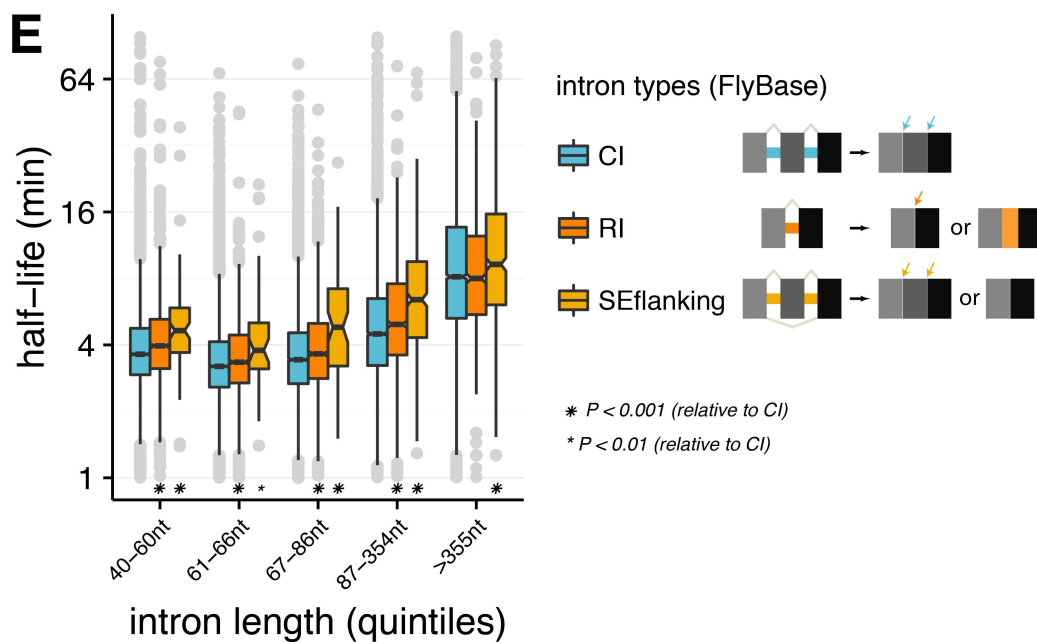 E
64
16
4
1
half–life (min)
* * * * * * * * *
40–60nt
61–66nt
67–86nt
87–354nt
>355nt
intron length (quintiles)
intron types (FlyBase)
CI
RI
or
SEflanking
or
* P < 0.001 (relative to CI)
* P < 0.01 (relative to CI)